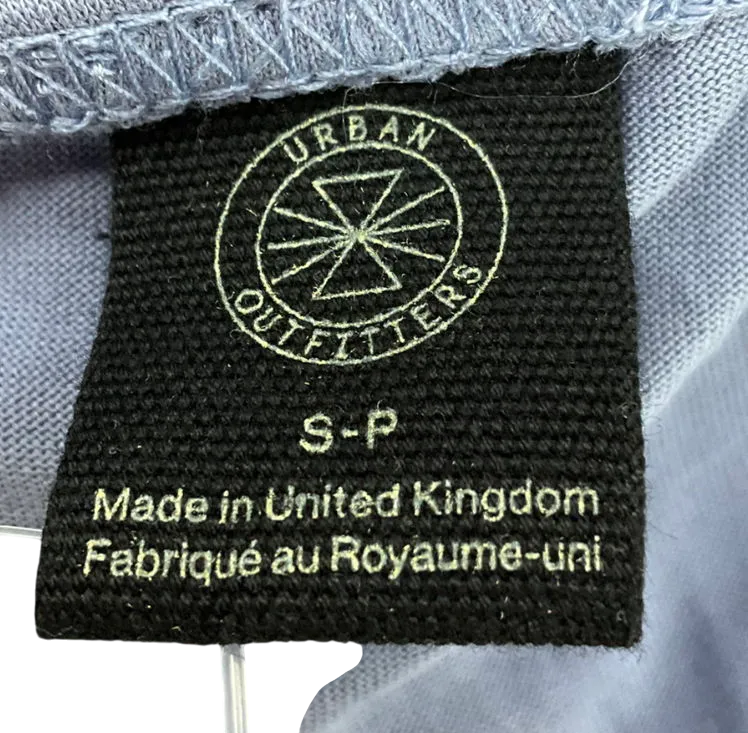 URBAN
OUTFITTERS
S-P
Made in United Kingdom
Fabriqué au Royaume-uni